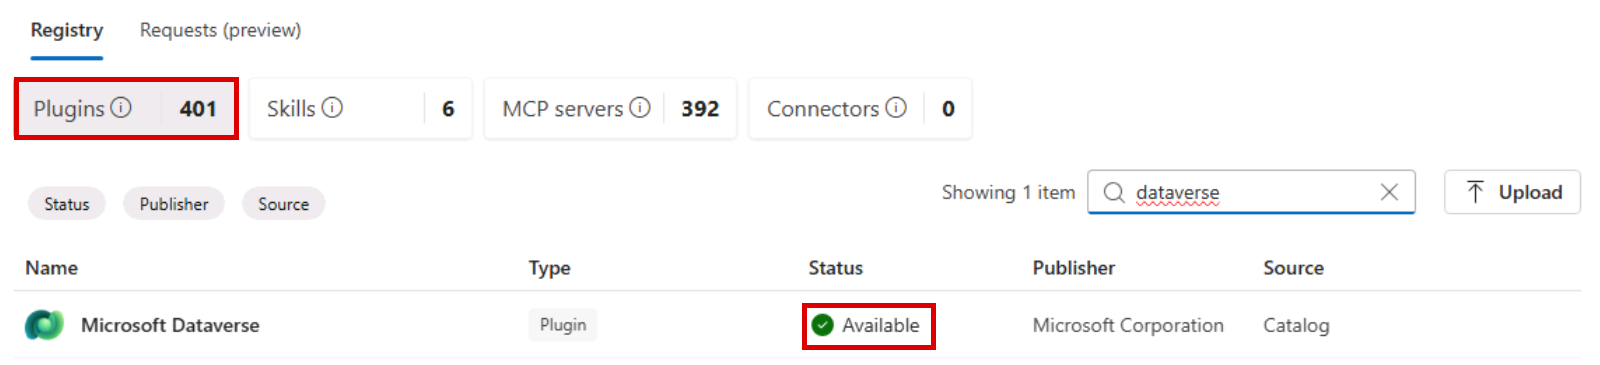 Registry Requests (preview)
Plugins 401 Skills 6 MCP servers 392 Connectors 0
Status Publisher Source Showing 1 item dataverse Upload
Name Type Status Publisher Source
Microsoft Dataverse Plugin Available Microsoft Corporation Catalog